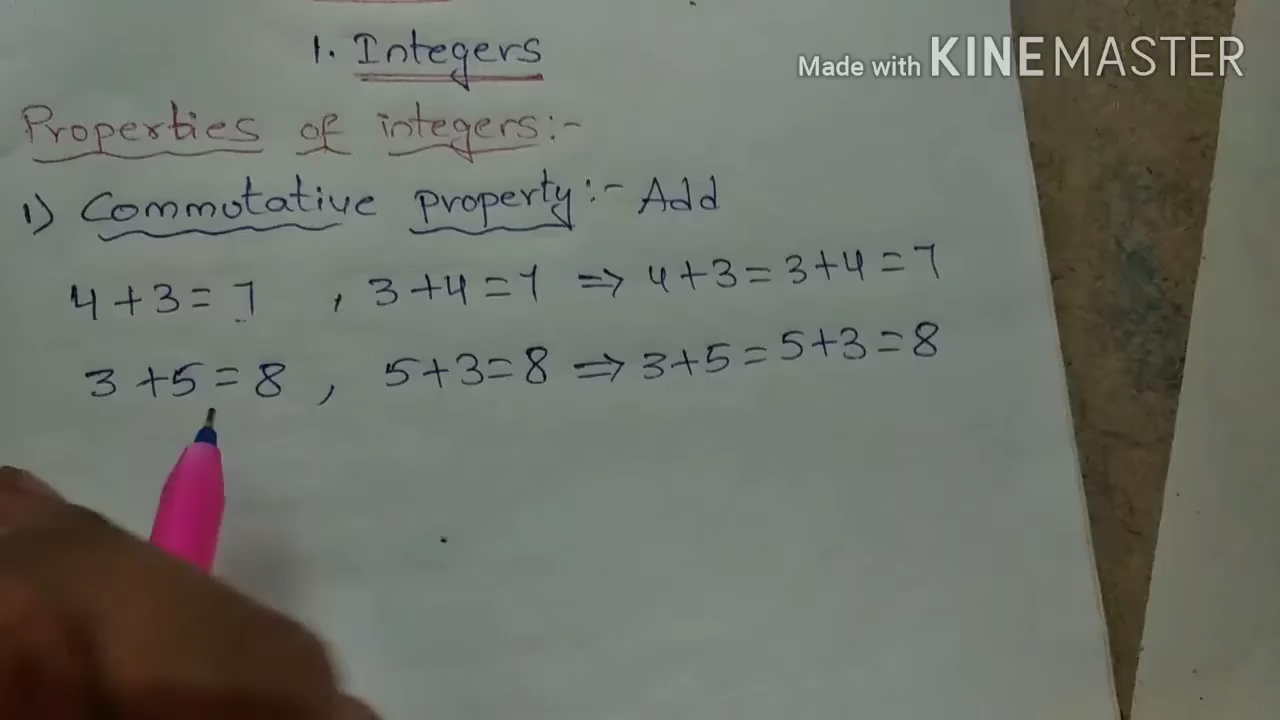 1. Integers
Made with KINEMASTER
Properties of integers:-
1) Commutative Property:- Add
4+3=7 , 3+4=7 ⇒ 4+3=3+4=7
3+5=8 , 5+3=8 ⇒ 3+5=5+3=8